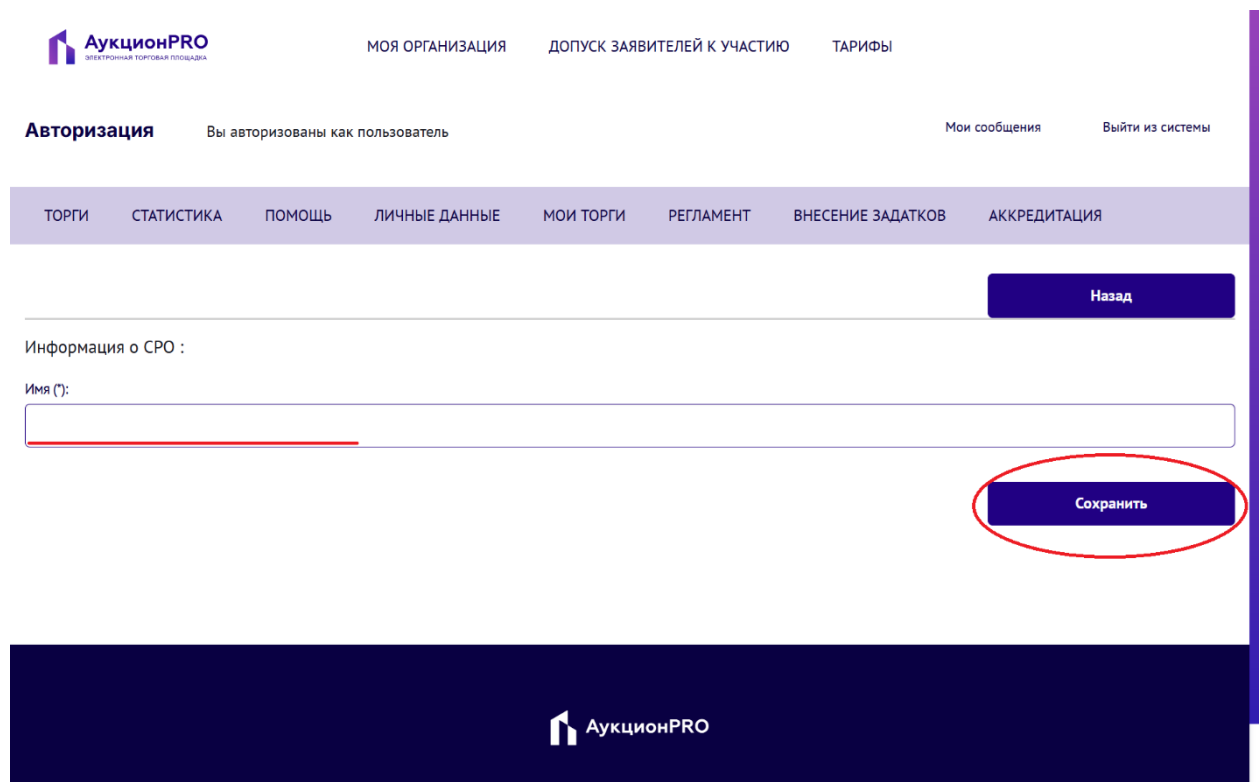 АукционPRO
ЭЛЕКТРОННАЯ ТОРГОВАЯ ПЛОЩАДКА
МОЯ ОРГАНИЗАЦИЯ ДОПУСК ЗАЯВИТЕЛЕЙ К УЧАСТИЮ ТАРИФЫ
Авторизация Вы авторизованы как пользователь Мои сообщения Выйти из системы
ТОРГИ СТАТИСТИКА ПОМОЩЬ ЛИЧНЫЕ ДАННЫЕ МОИ ТОРГИ РЕГЛАМЕНТ ВНЕСЕНИЕ ЗАДАТКОВ АККРЕДИТАЦИЯ
Назад
Информация о СРО :
Имя (*):
Сохранить
АукционPRO